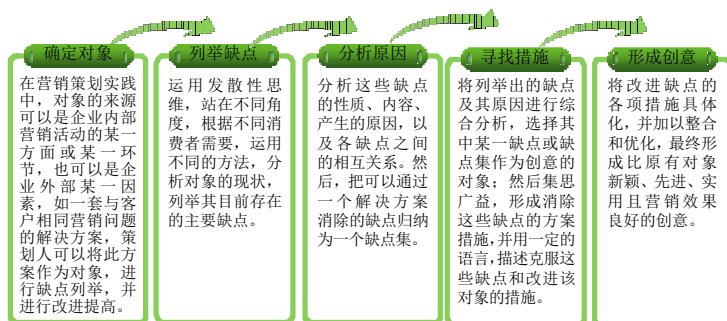 确定对象
在营销策划实践
中，对象的来源
可以是企业内部
营销活动的某一
方面或某一环
节，也可以是企
业外部某一因
素，如一套与客
户相同营销问题
的解决方案，策
划人可以将此方
案作为对象，进
行缺点列举，并
进行改进提高。
列举缺点
运用发散性思
维，站在不同角
度，根据不同消
费者需要，运用
不同的方法，分
析对象的现状，
列举其目前存在
的主要缺点。
分析原因
分析这些缺点
的性质、内容、
产生的原因，以
及各缺点之间
的相互关系。然
后，把可以通过
一个解决方案
消除的缺点归纳
为一个缺点集。
寻找措施
将列举出的缺点
及其原因进行综
合分析，选择其
中某一缺点或缺
点集作为创意的
对象；然后集思
广益，形成消除
这些缺点的方案
措施，并用一定的
语言，描述克服这
些缺点和改进该
对象的措施。
形成创意
将改进缺点的
各项措施具体
化，并加以整合
和优化，最终形
成比原有对象
新颖、先进、实
用且营销效果
良好的创意。